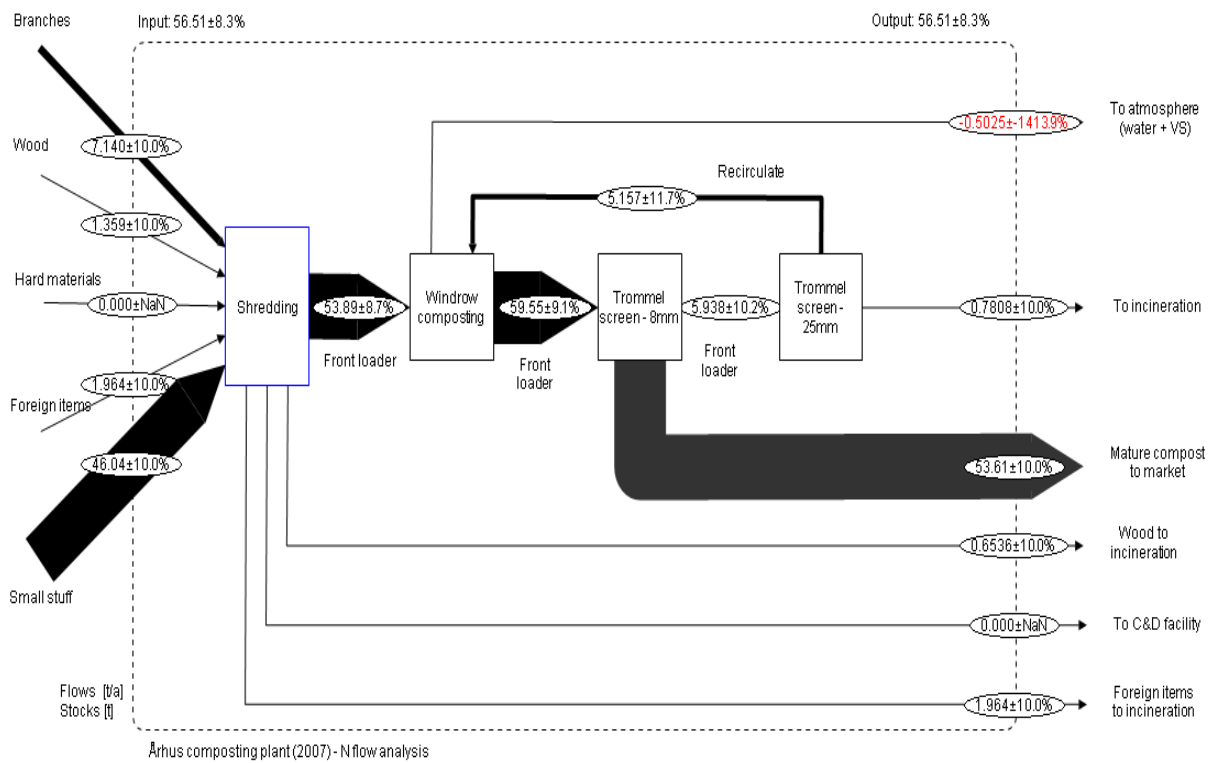 Branches
Input: 56.51±8.3%
Output: 56.51±8.3%
To atmosphere
(water + VS)
-0.5025±-1413.9%
7.140±10.0%
Wood
Recirculate
5.157±11.7%
1.359±10.0%
Hard materials
0.000±NaN
Shredding
53.89±8.7%
Windrow
composting
59.55±9.1%
Trommel
screen - 8mm
5.938±10.2%
Trommel
screen -
25mm
0.7808±10.0%
To incineration
Front loader
Front
loader
Front
loader
1.964±10.0%
Foreign items
46.04±10.0%
53.61±10.0%
Mature compost
to market
0.6536±10.0%
Wood to
incineration
Small stuff
0.000±NaN
To C&D facility
Flows [t/a]
Stocks [t]
1.964±10.0%
Foreign items
to incineration
Århus composting plant (2007) - N flow analysis